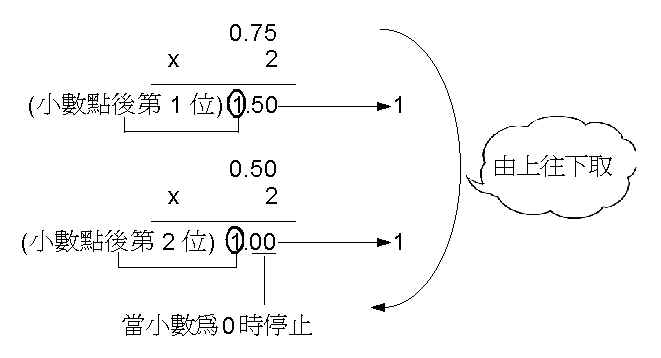 0.75
x 2
(小數點後第 1 位) 1.50 1
0.50
x 2
(小數點後第 2 位) 1.00 1
當小數爲0時停止
由上往下取